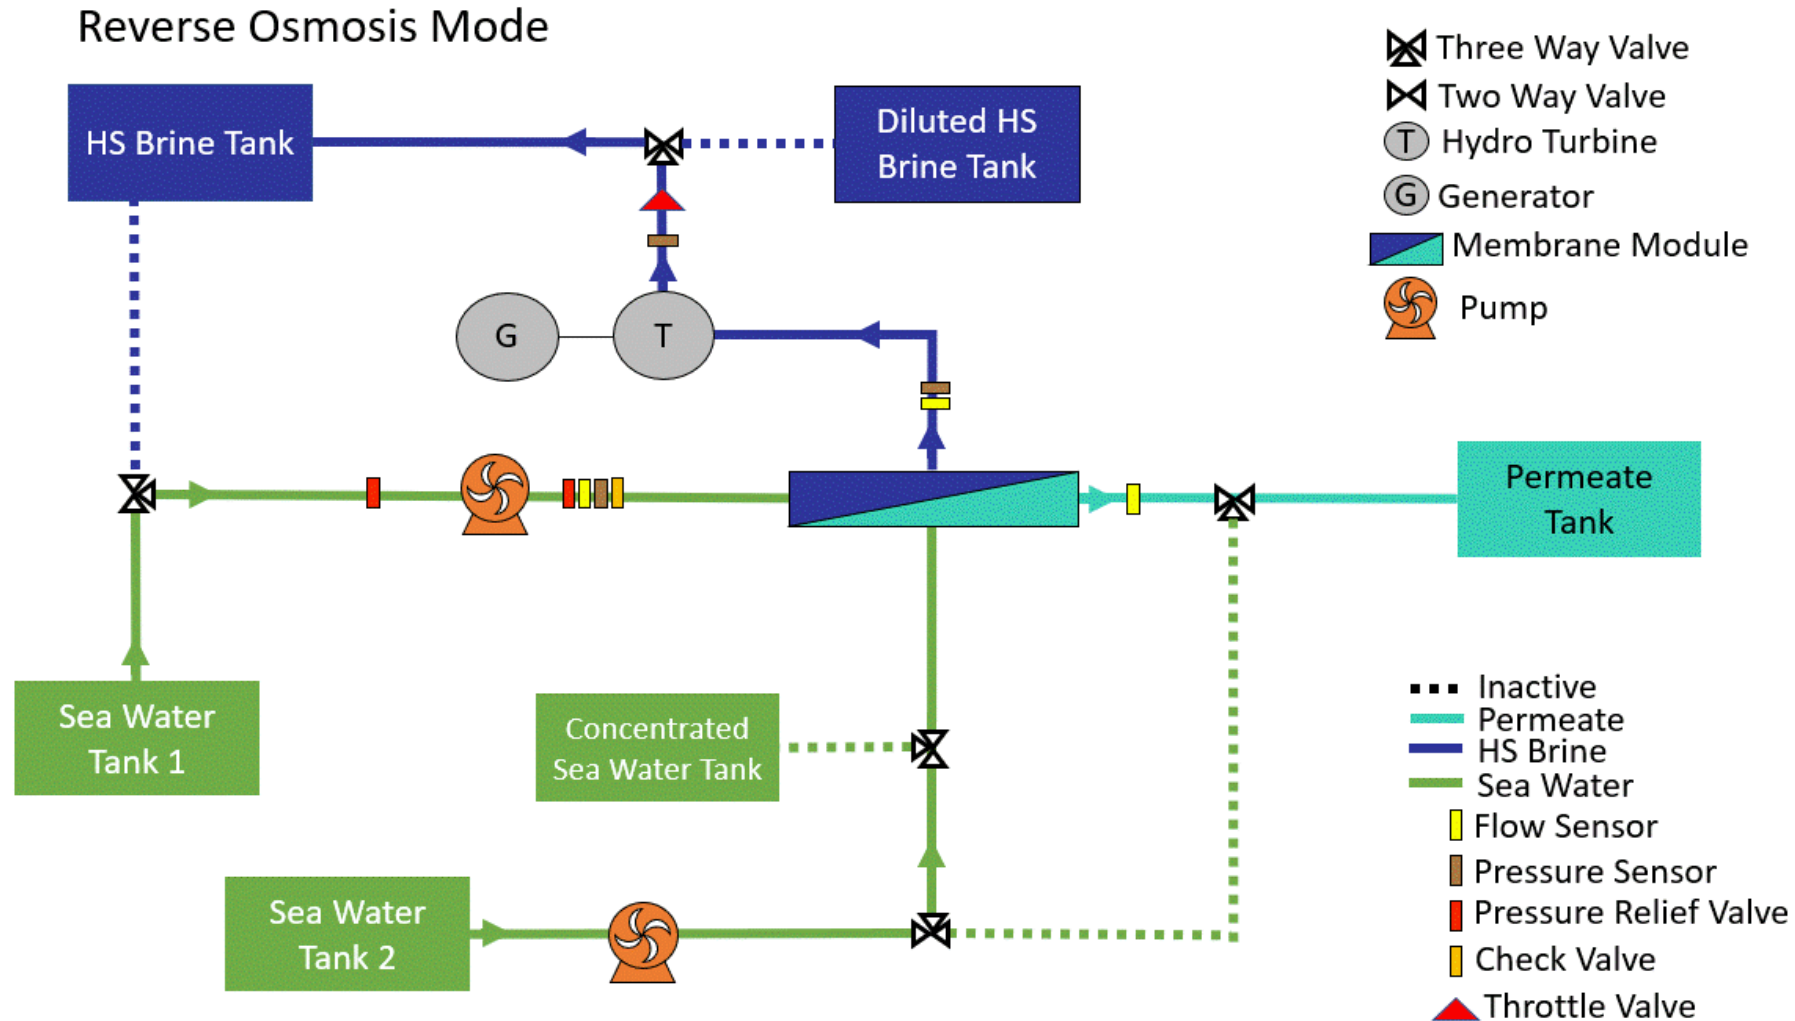 Reverse Osmosis Mode
HS Brine Tank
Diluted HS
Brine Tank
G
T
Permeate
Tank
Sea Water
Tank 1
Concentrated
Sea Water Tank
Sea Water
Tank 2
Three Way Valve
Two Way Valve
T Hydro Turbine
G Generator
Membrane Module
Pump
Inactive
Permeate
HS Brine
Sea Water
Flow Sensor
Pressure Sensor
Pressure Relief Valve
Check Valve
Throttle Valve